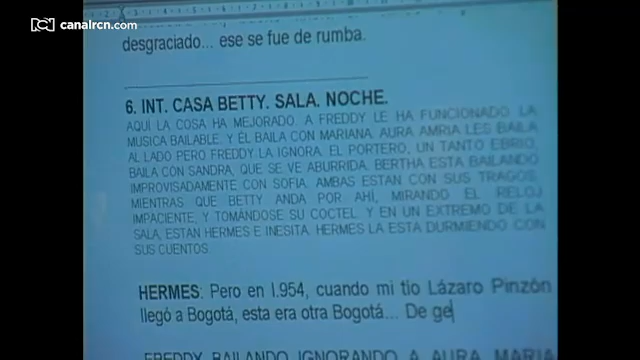 canalrcn.com
desgraciado... ese se fue de rumba.
6. INT. CASA BETTY. SALA. NOCHE.
AQUÍ LA COSA HA MEJORADO. A FREDDY LE HA FUNCIONADO LA
MUSICA BAILABLE. Y ÉL BAILA CON MARIANA. AURA AMRIA LES BAILA
AL LADO PERO FREDDY LA IGNORA. EL PORTERO, UN TANTO EBRIO,
BAILA CON SANDRA, QUE SE VE ABURRIDA. BERTHA ESTA BAILANDO
IMPROVISADAMENTE CON SOFIA. AMBAS ESTAN CON SUS TRAGOS,
MIENTRAS QUE BETTY ANDA POR AHÍ, MIRANDO EL RELOJ
IMPACIENTE, Y TOMÁNDOSE SU COCTEL. Y EN UN EXTREMO DE LA
SALA, ESTAN HERMES E INESITA. HERMES LA ESTÁ DURMIENDO CON
SUS CUENTOS.
HERMES: Pero en l.954, cuando mi tío Lázaro Pinzón
llegó a Bogotá, esta era otra Bogotá... De ge
FREDDY BAILANDO IGNORANDO A AURA MARIA